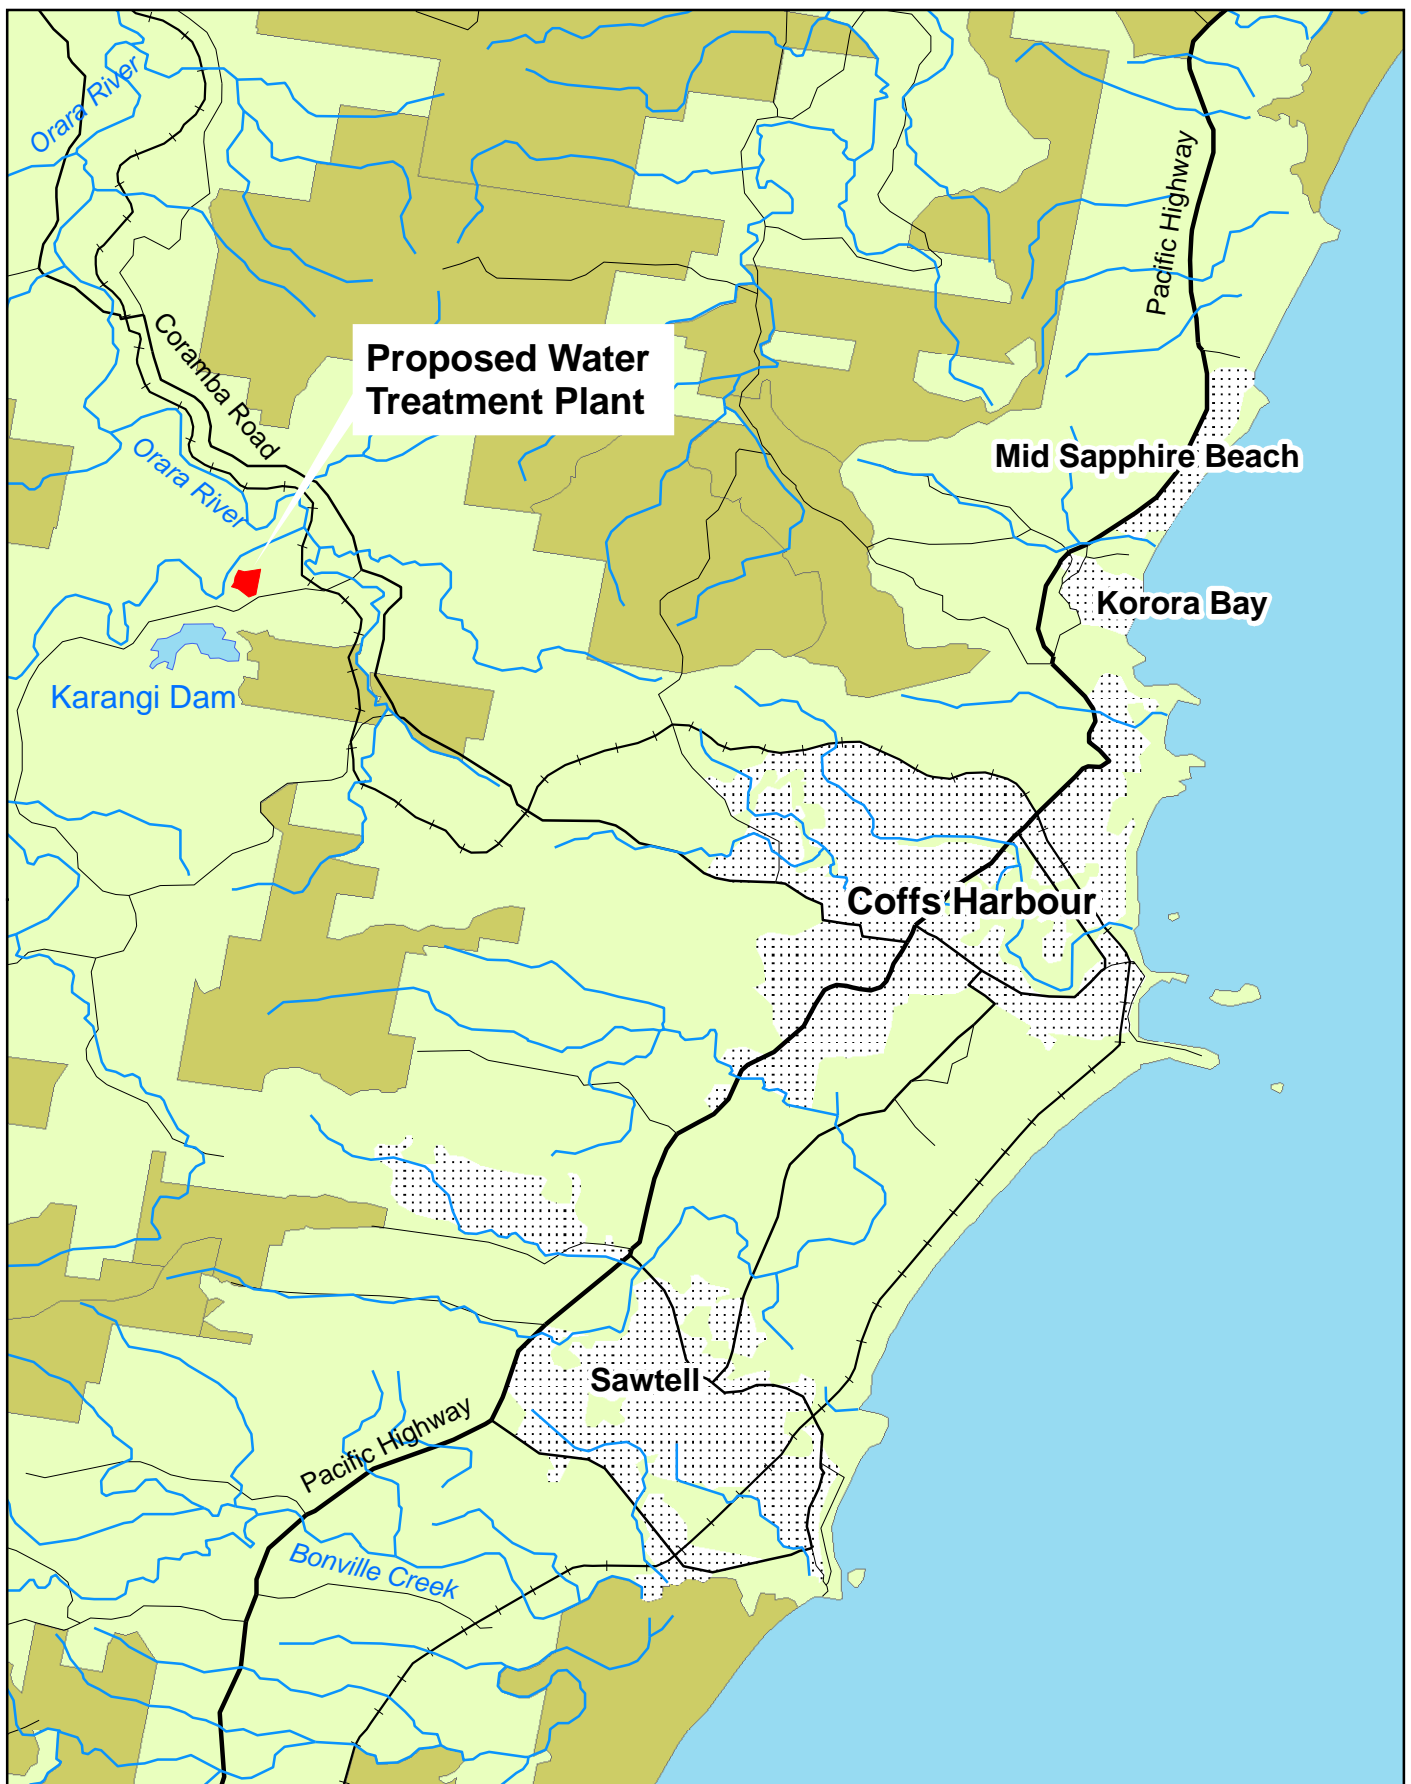 Orara River
Pacific Highway
Coramba Road
Proposed Water
Treatment Plant
Orara River
Mid Sapphire Beach
Korora Bay
Karangi Dam
Coffs Harbour
Sawtell
Pacific Highway
Bonville Creek